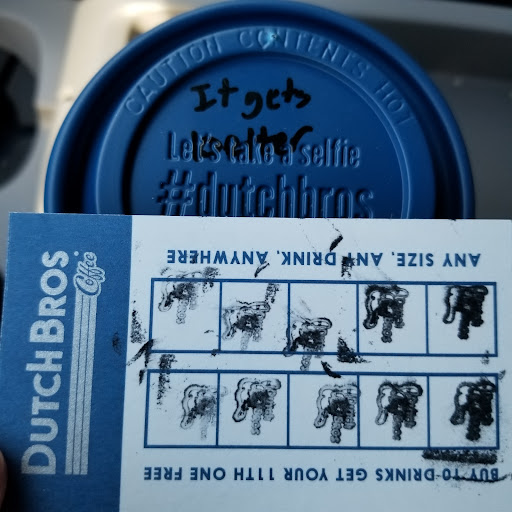 CAUTION CONTENTS HOT
It gets
Let's take a selfie
#dutchbros
DUTCH BROS
Coffee
ANY SIZE, ANY DRINK, ANYWHERE
BUY 10 DRINKS GET YOUR 11TH ONE FREE